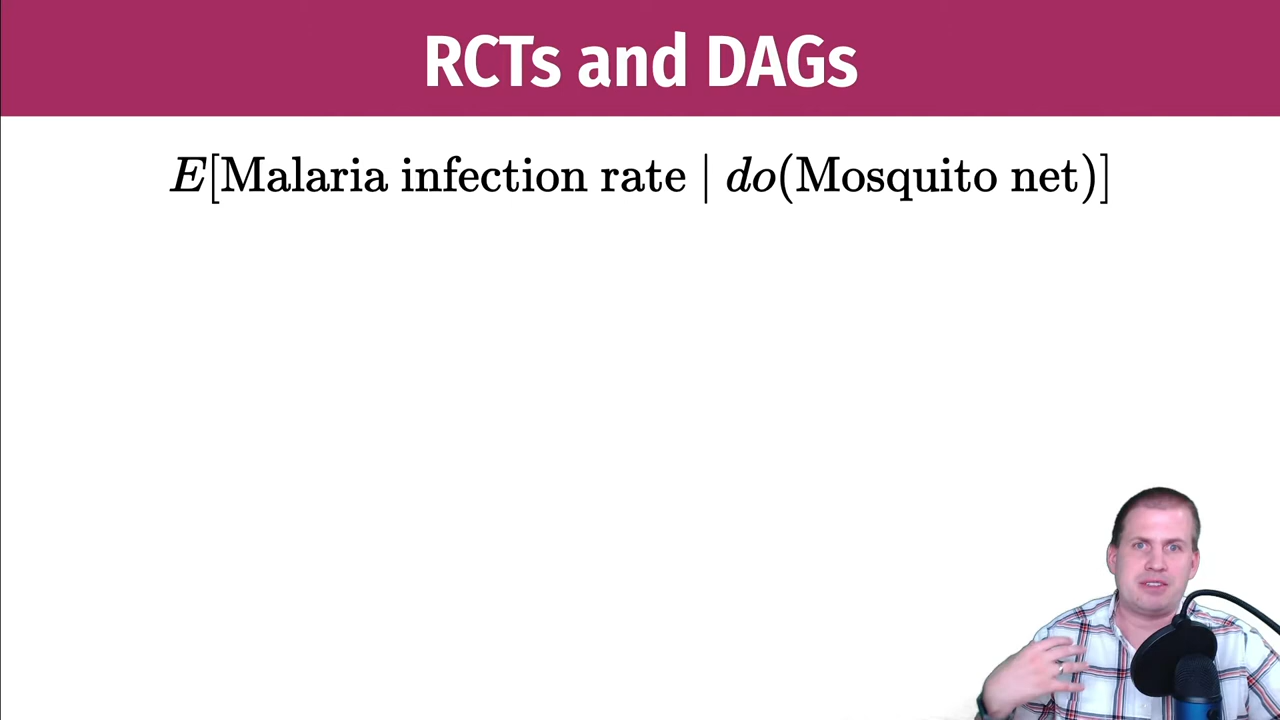 RCTs and DAGs
E[Malaria infection rate | do(Mosquito net)]